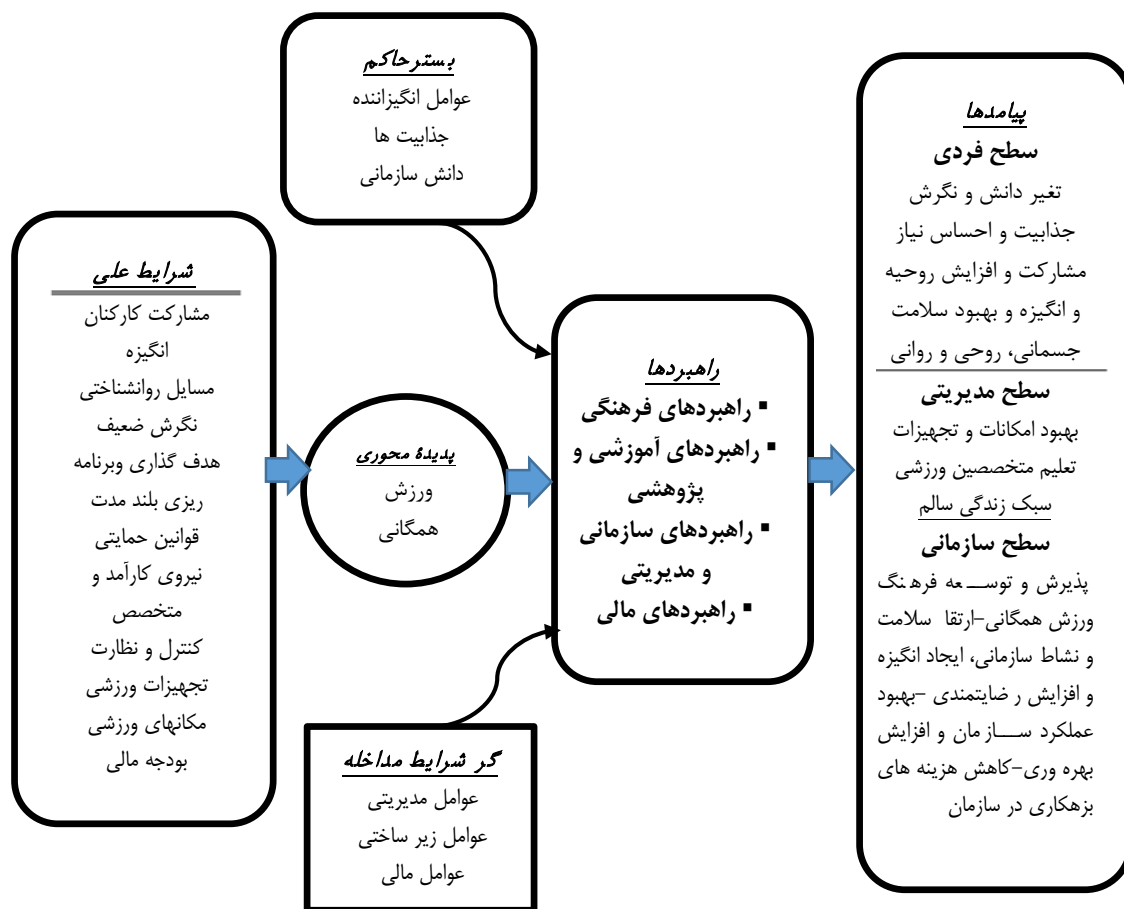 بسترحاکم
عوامل انگیزاننده
جذابیت ها
دانش سازمانی
شرایط علی
مشارکت کارکنان
انگیزه
مسایل روانشناختی
نگرش ضعیف
هدف گذاری وبرنامه
ریزی بلند مدت
قوانین حمایتی
نیروی کارآمد و
متخصص
کنترل و نظارت
تجهیزات ورزشی
مکانهای ورزشی
بودجه مالی
پدیدۀ محوری
ورزش
همگانی
گر شرایط مداخله
عوامل مدیریتی
عوامل زیر ساختی
عوامل مالی
راهبردها
▪ راهبردهای فرهنگی
▪ راهبردهای آموزشی و
پژوهشی
▪ راهبردهای سازمانی
و مدیریتی
▪ راهبردهای مالی
پیامدها
سطح فردی
تغیر دانش و نگرش
جذابیت و احساس نیاز
مشارکت و افزایش روحیه
و انگیزه و بهبود سلامت
جسمانی، روحی و روانی
سطح مدیریتی
بهبود امکانات و تجهیزات
تعلیم متخصصین ورزشی
سبک زندگی سالم
سطح سازمانی
پذیرش و توسعه فرهنگ
ورزش همگانی-ارتقا سلامت
و نشاط سازمانی، ایجاد انگیزه
و افزایش رضایتمندی -بهبود
عملکرد سازمان و افزایش
بهره وری-کاهش هزینه های
بزهکاری در سازمان